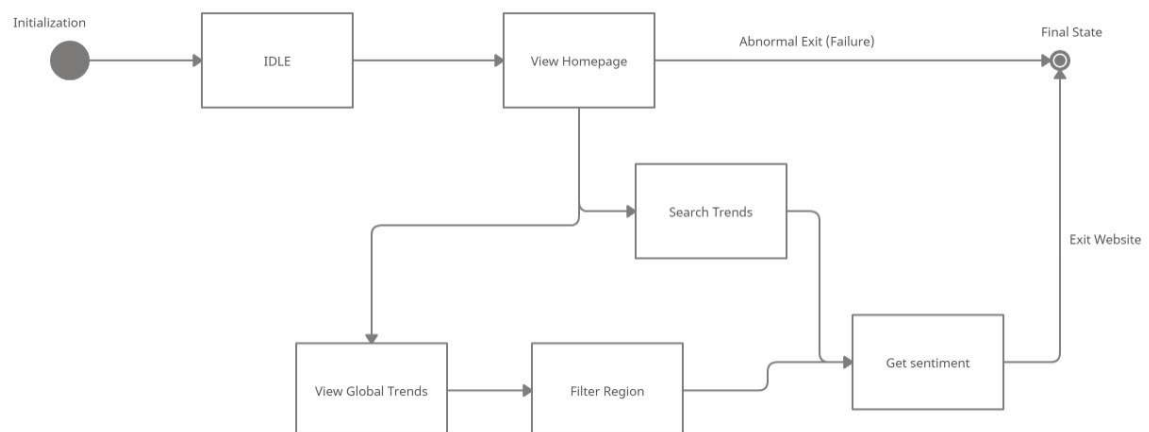 Initialization
IDLE
View Homepage
Abnormal Exit (Failure)
Final State
Search Trends
Exit Website
View Global Trends
Filter Region
Get sentiment